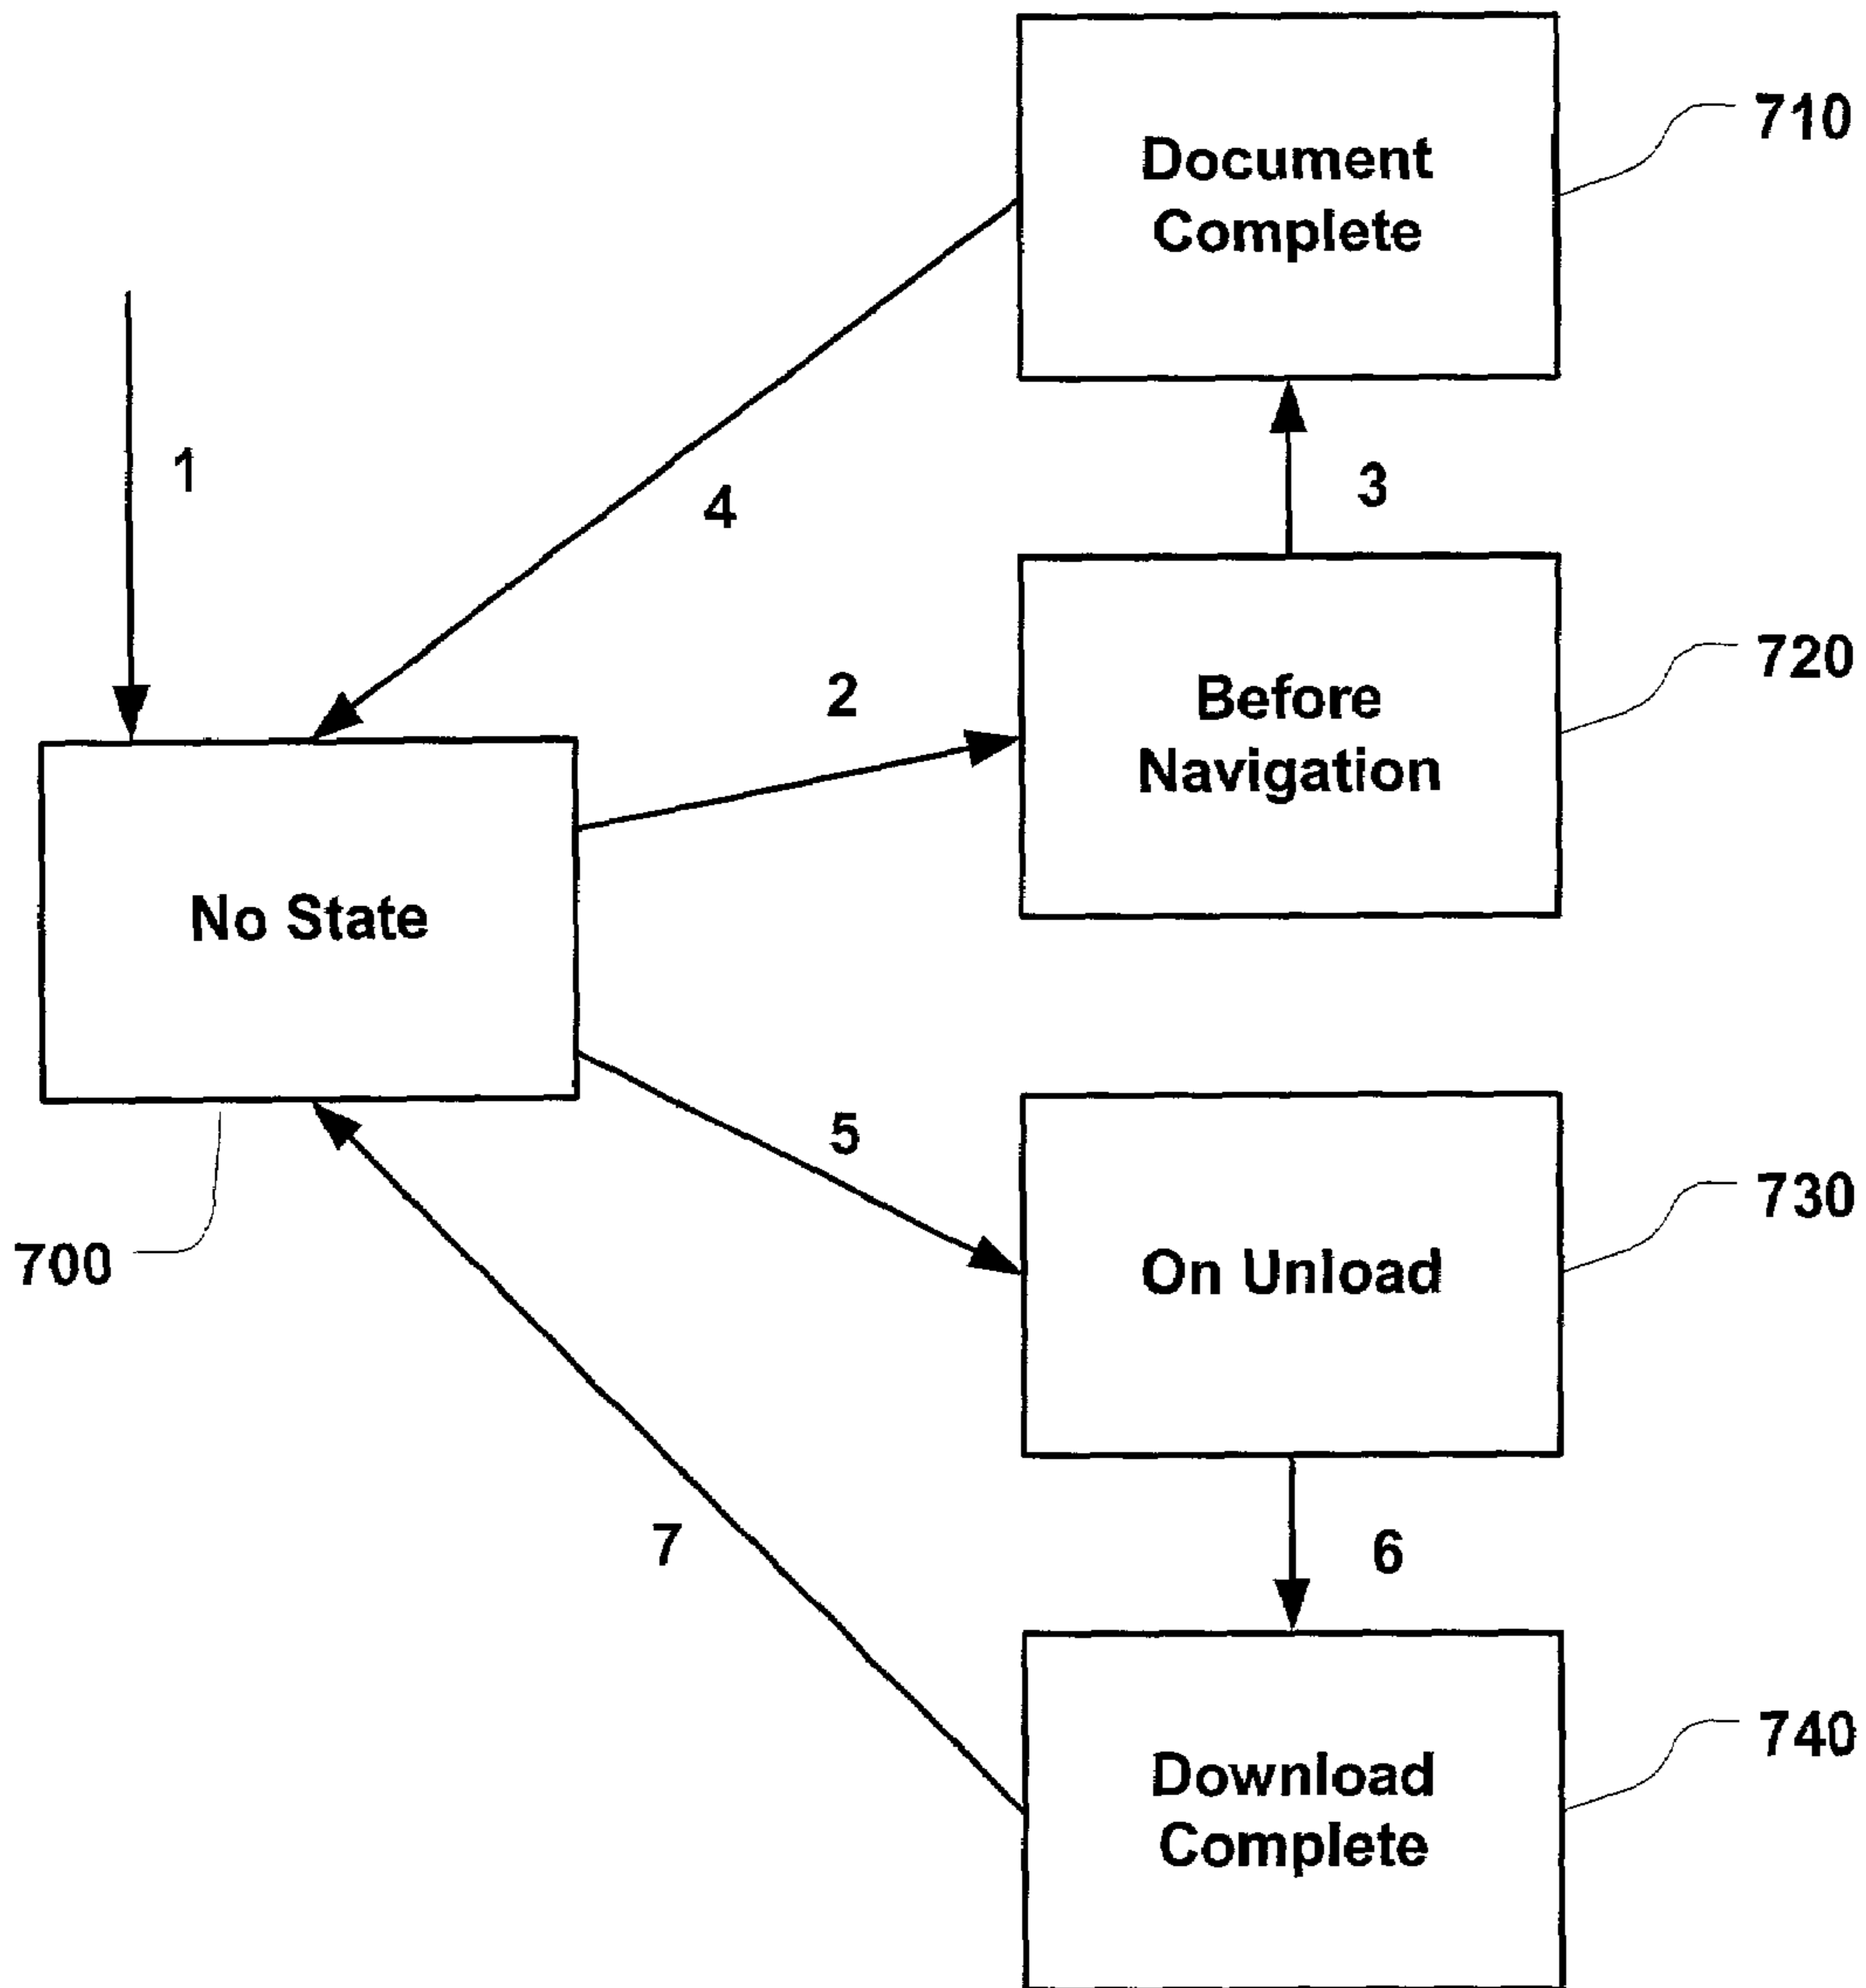 Document
Complete
710
1
4
3
2
Before
Navigation
720
No State
5
700
On Unload
730
7
6
Download
Complete
740